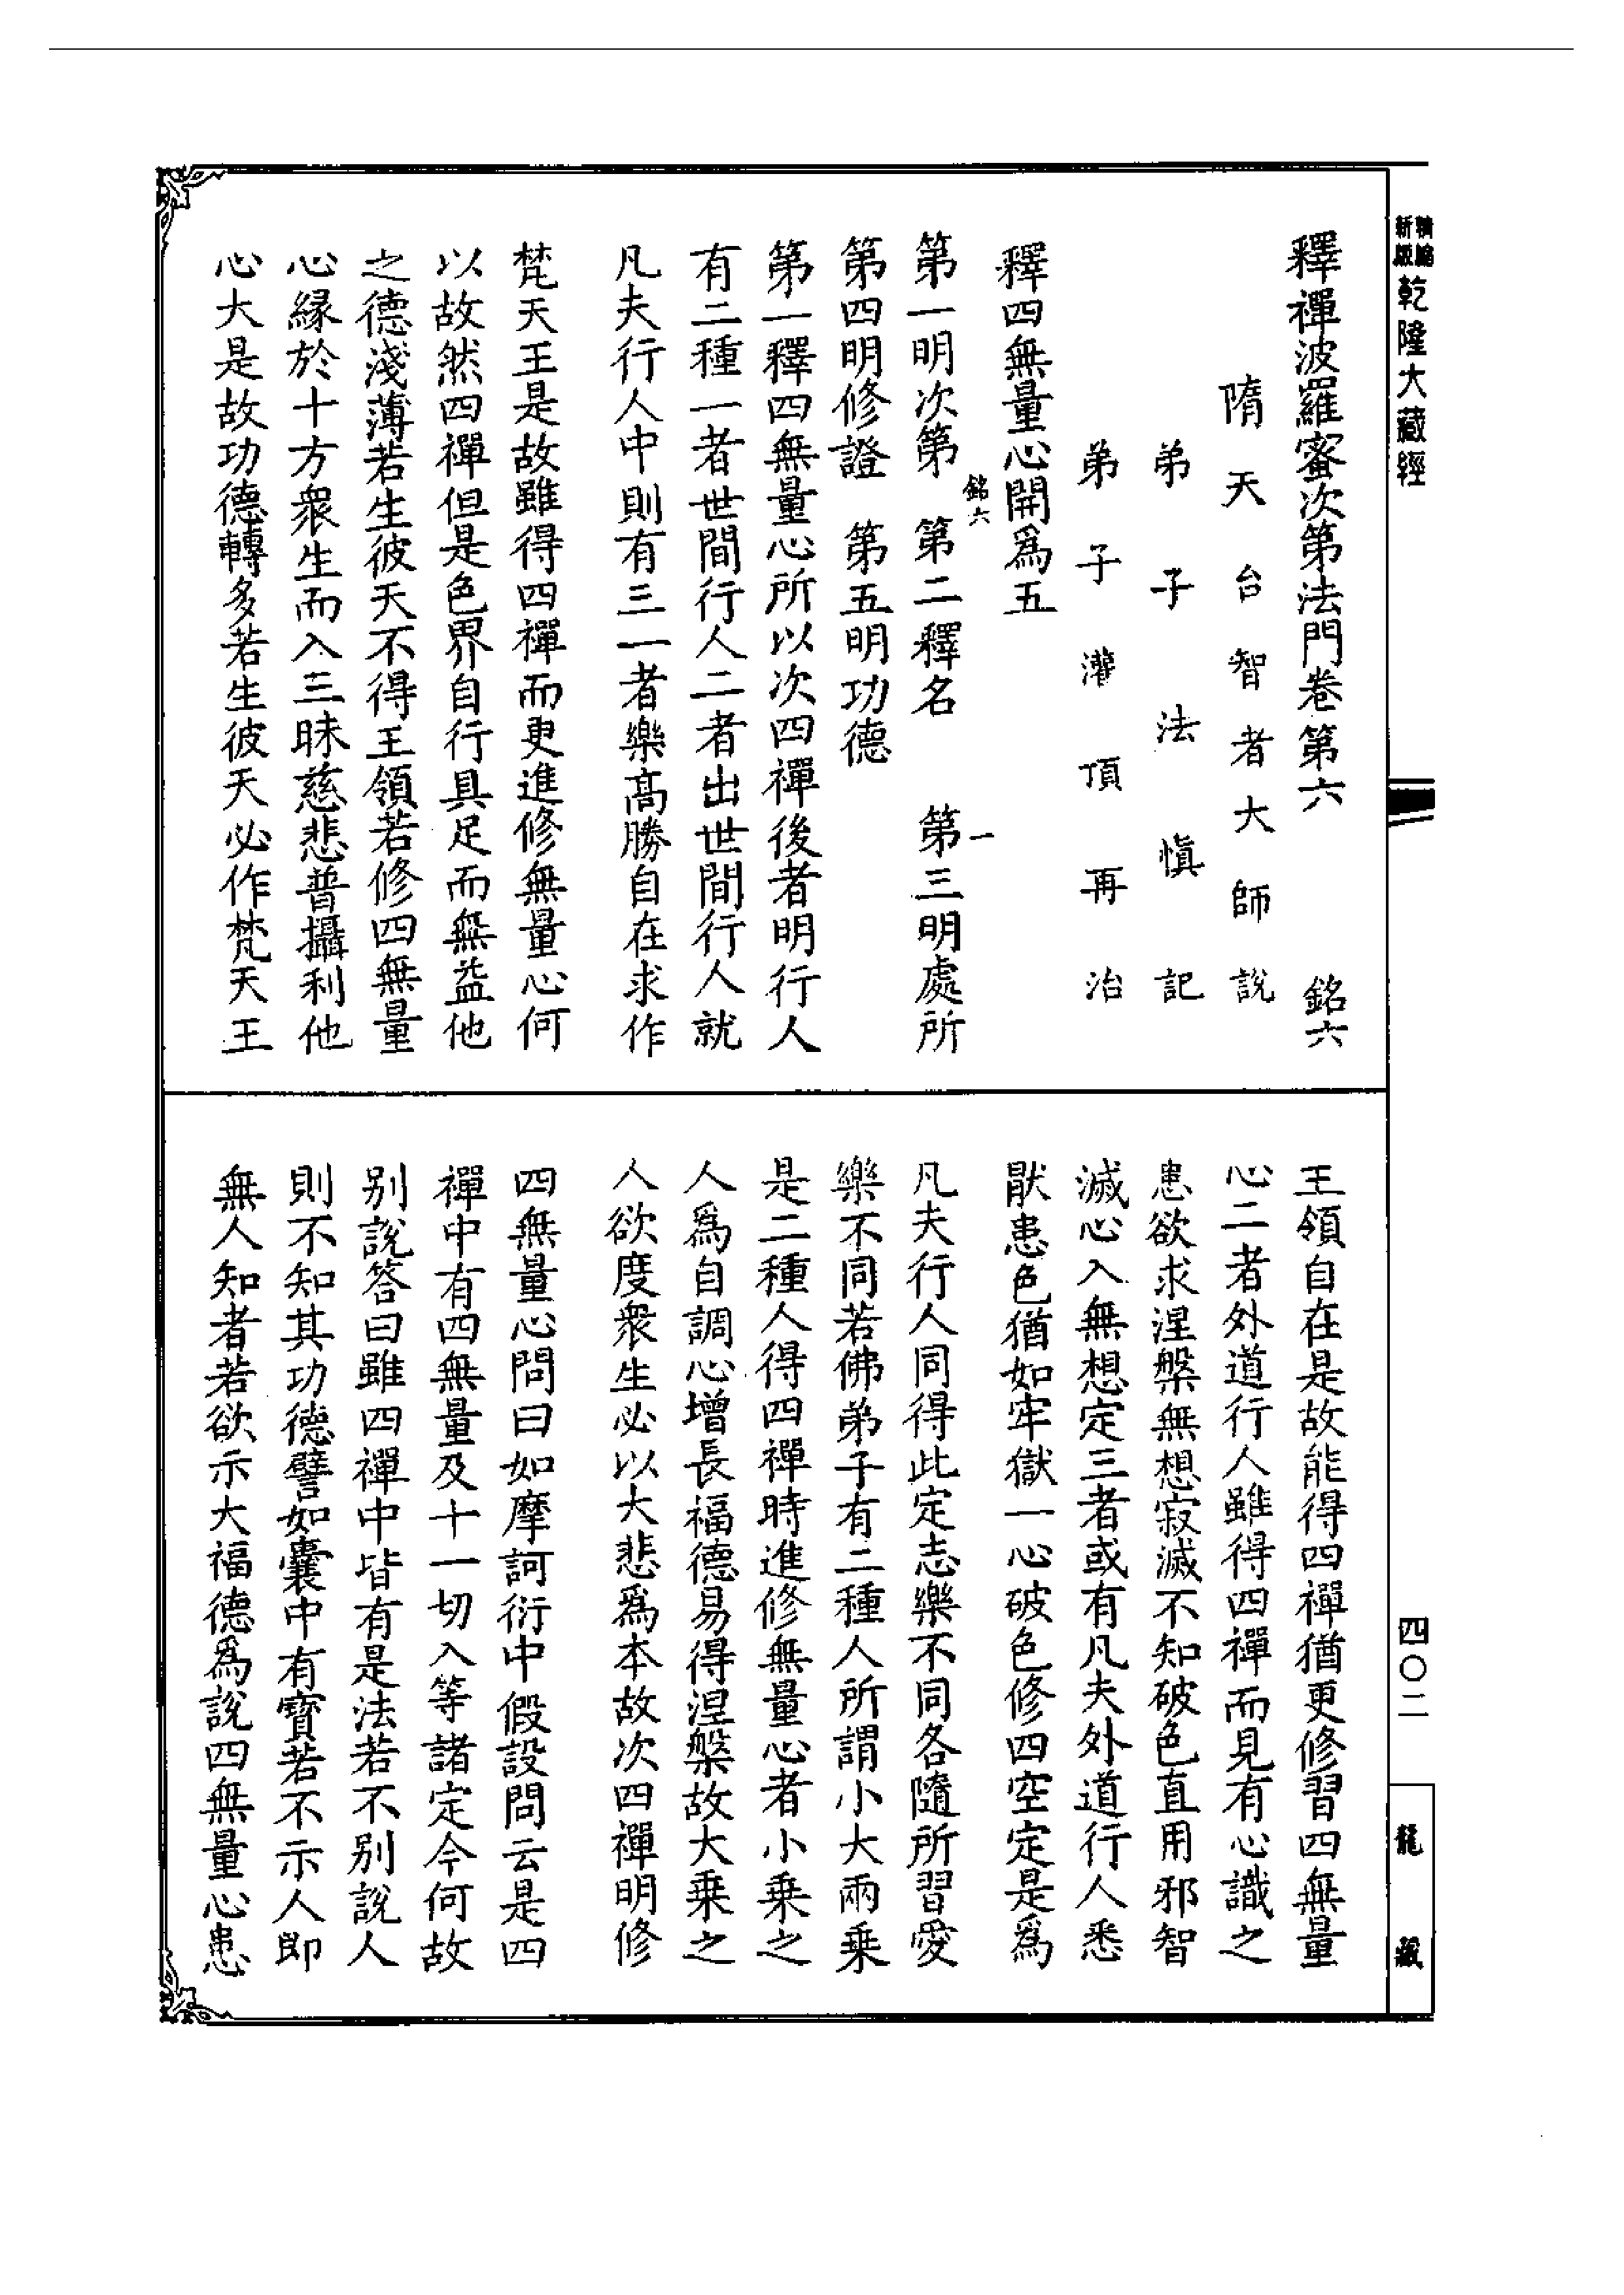 新版精編
乾隆大藏經
釋禪波羅蜜次第法門卷第六 銘六
隋天台智者大師說
弟子法慎記
弟子灌頂再治
釋四無量心開爲五
銘六 一
第一明次第 第二釋名 第三明處所
第四明修證 第五明功德
第一釋四無量心所以次四禪後者明行人
有二種一者世間行人二者出世間行人就
凡夫行人中則有三一者樂高勝自在求作
梵天王是故雖得四禪而更進修無量心何
以故然四禪但是色界自行具足而無益他
之德淺薄若生彼天不得王領若修四無量
心緣於十方衆生而入三昧慈悲普攝利他
心大是故功德轉多若生彼天必作梵天王
王領自在是故能得四禪猶更修習四無量
心二者外道行人雖得四禪而見有心識之
患欲求涅槃無想寂滅不知破色直用邪智
滅心入無想定三者或有凡夫外道行人悉
猒患色猶如牢獄一心破色修四空定是爲
凡夫行人同得此定志樂不同各隨所習愛
樂不同若佛弟子有二種人所謂小大兩乗
是二種人得四禪時進修無量心者小乗之
人爲自調心增長福德易得涅槃故大乗之
人欲度衆生必以大悲爲本故次四禪明修
四無量心問曰如摩訶衍中假設問云是四
禪中有四無量及十一切入等諸定今何故
別說答曰雖四禪中皆有是法若不別說人
則不知其功德譬如囊中有寶若不示人即
無人知者若欲示大福德爲說四無量心患
四〇二
龍藏